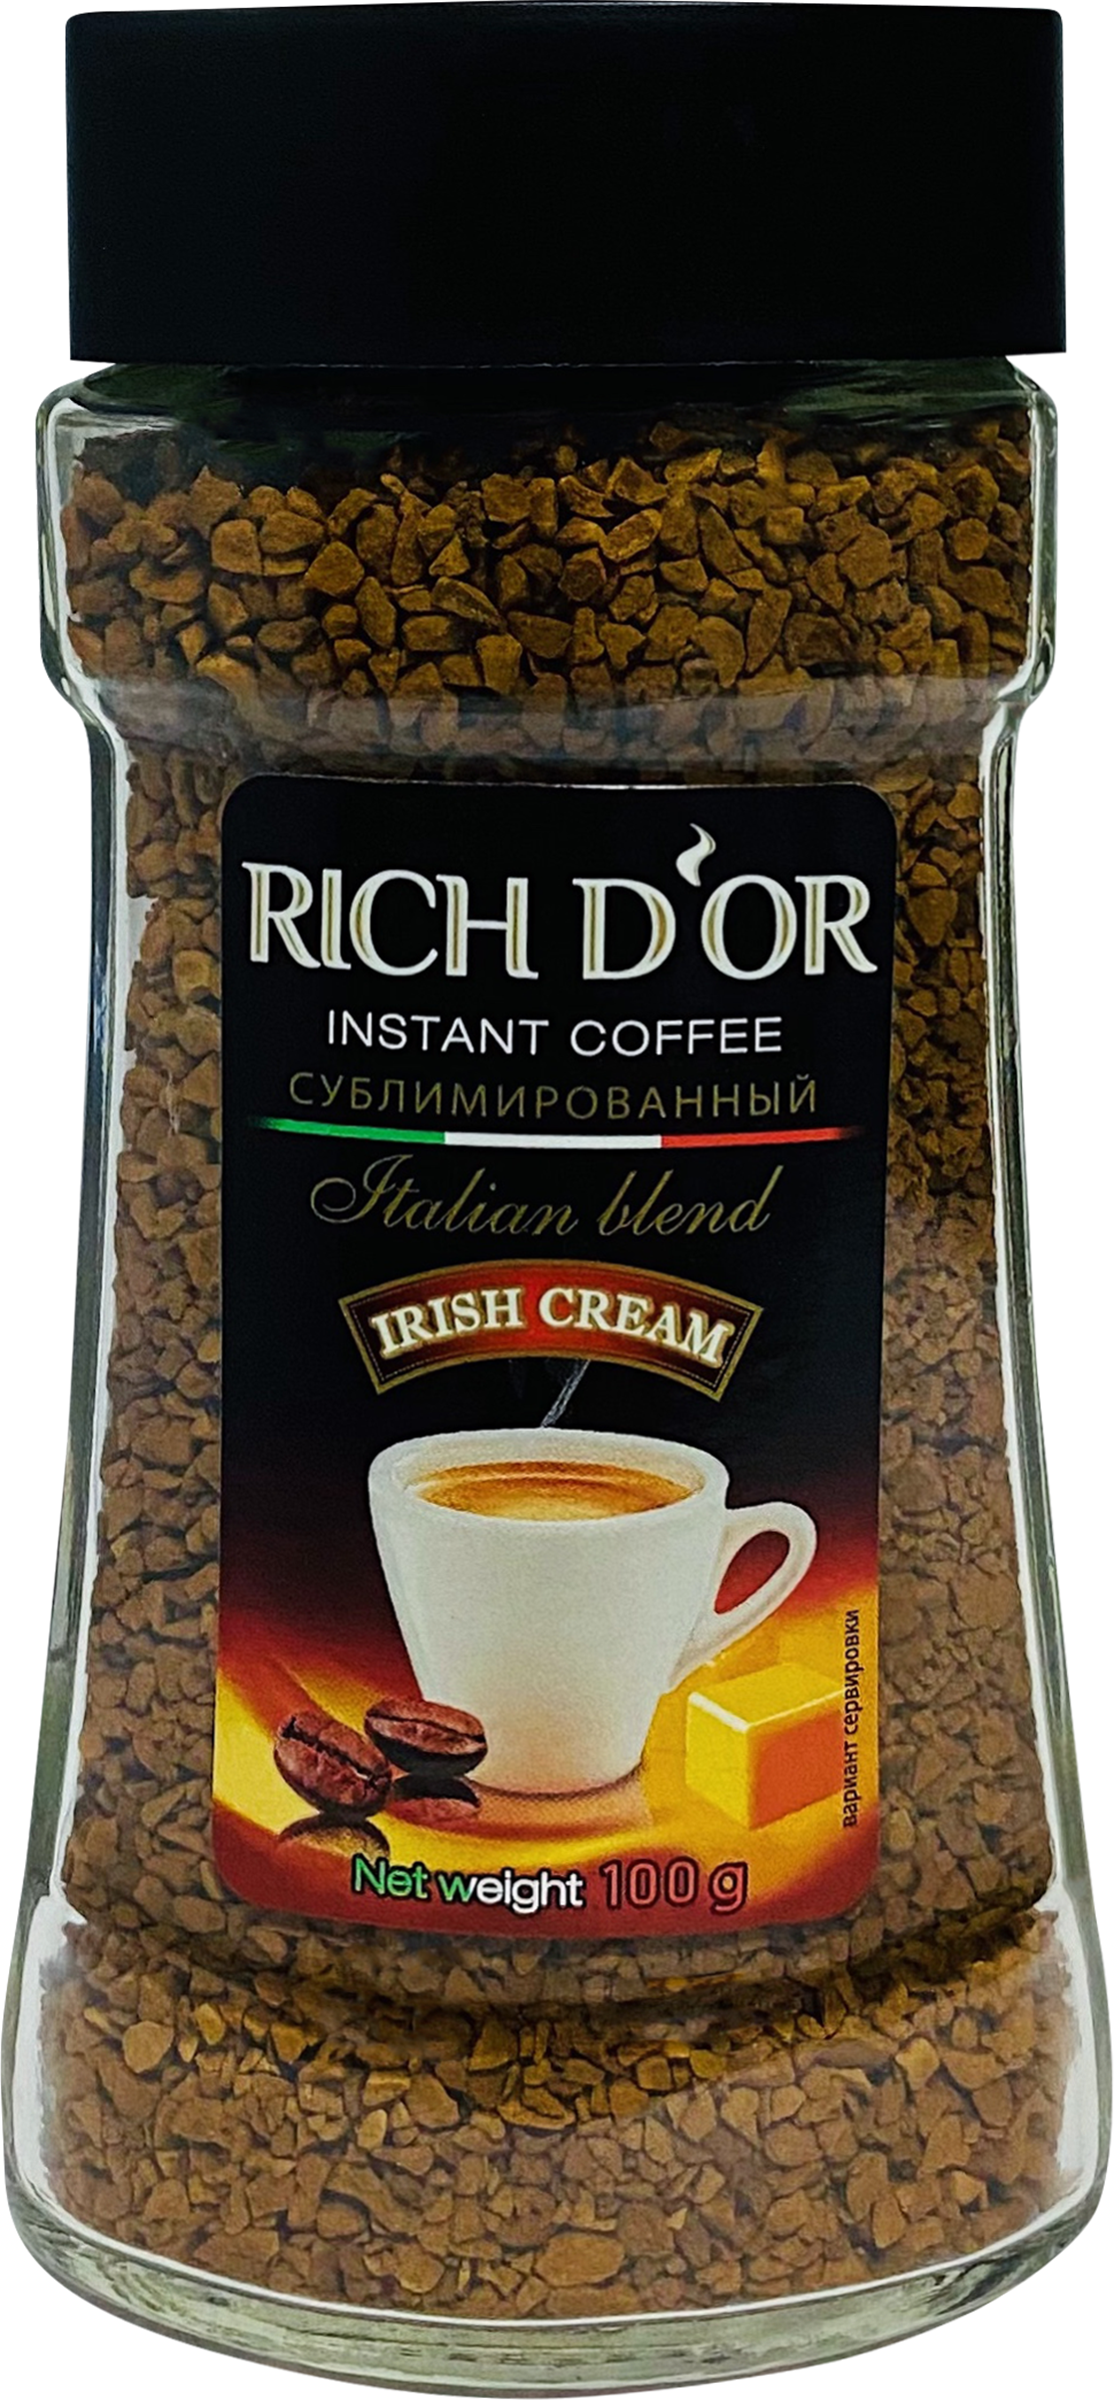 RICH D'OR
INSTANT COFFEE
СУБЛИМИРОВАННЫЙ
Italian blend
IRISH CREAM
вариант сервировки
Net weight 100 g